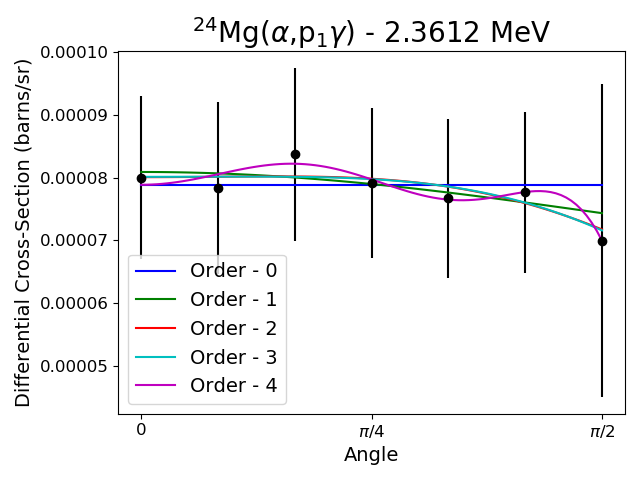 ²⁴Mg(α,p₁γ) - 2.3612 MeV
Differential Cross-Section (barns/sr)
0.00010
0.00009
0.00008
0.00007
0.00006
0.00005
Order - 0
Order - 1
Order - 2
Order - 3
Order - 4
0
π/4
π/2
Angle